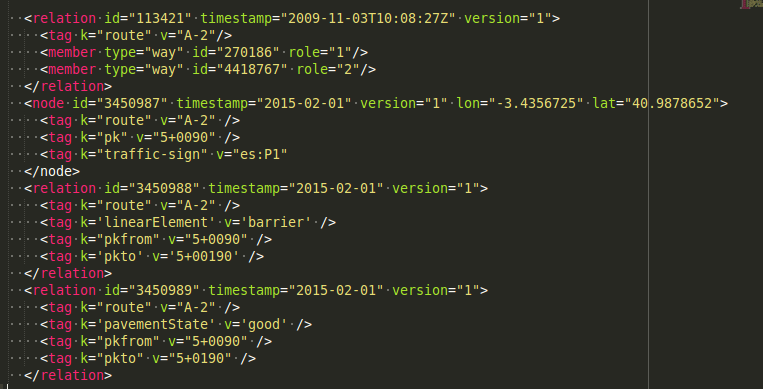 <relation id="113421" timestamp="2009-11-03T10:08:27Z" version="1">
<tag k="route" v="A-2"/>
<member type="way" id="270186" role="1"/>
<member type="way" id="4418767" role="2"/>
</relation>
<node id="3450987" timestamp="2015-02-01" version="1" lon="-3.4356725" lat="40.9878652">
<tag k="route" v="A-2" />
<tag k="pk" v="5+0090" />
<tag k="traffic-sign" v="es:P1"
</node>
<relation id="3450988" timestamp="2015-02-01" version="1">
<tag k="route" v="A-2" />
<tag k='linearElement' v='barrier' />
<tag k="pkfrom" v="5+0090" />
<tag k='pkto' v='5+00190' />
</relation>
<relation id="3450989" timestamp="2015-02-01" version="1">
<tag k="route" v="A-2" />
<tag k='pavementState' v='good' />
<tag k="pkfrom" v="5+0090" />
<tag k="pkto" v="5+0190" />
</relation>